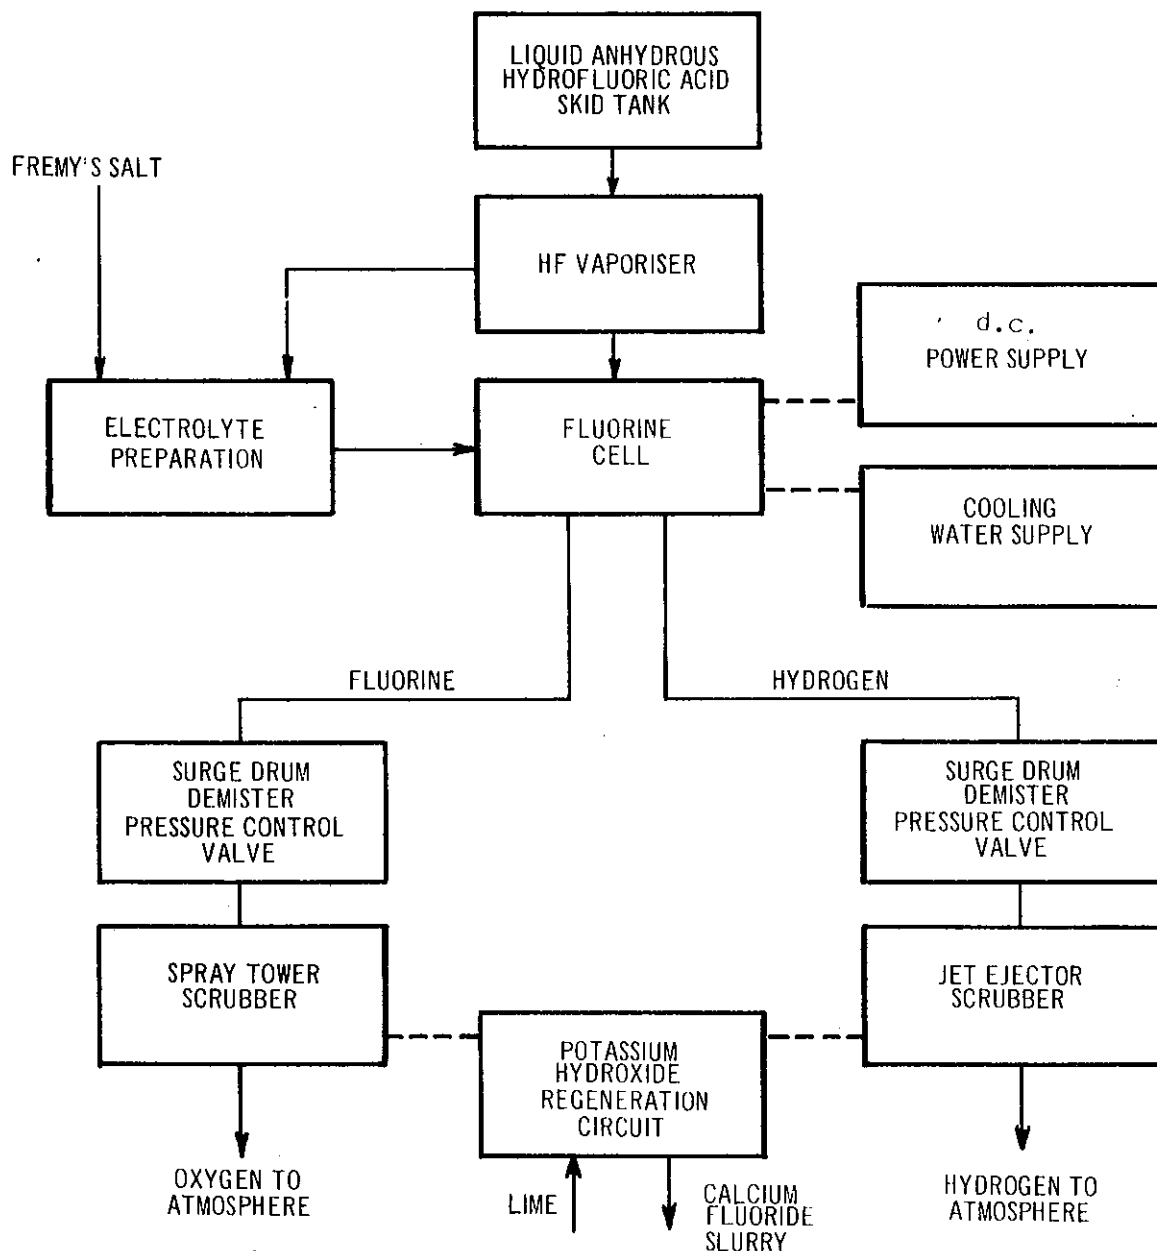 LIQUID ANHYDROUS
HYDROFLUORIC ACID
SKID TANK
FREMY'S SALT
HF VAPORISER
d.c.
POWER SUPPLY
ELECTROLYTE
PREPARATION
FLUORINE
CELL
COOLING
WATER SUPPLY
FLUORINE
HYDROGEN
SURGE DRUM
DEMISTER
PRESSURE CONTROL
VALVE
SURGE DRUM
DEMISTER
PRESSURE CONTROL
VALVE
SPRAY TOWER
SCRUBBER
JET EJECTOR
SCRUBBER
POTASSIUM
HYDROXIDE
REGENERATION
CIRCUIT
OXYGEN TO
ATMOSPHERE
LIME
CALCIUM
FLUORIDE
SLURRY
HYDROGEN TO
ATMOSPHERE